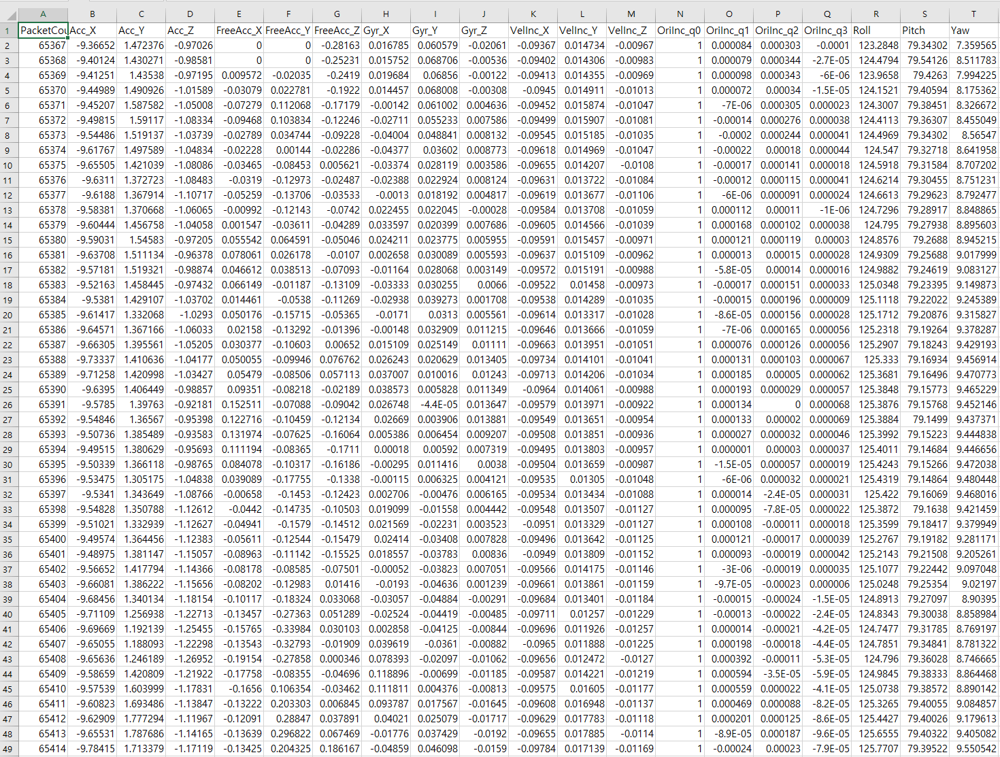 A B C D E F G H I J K L M N O P Q R S T
1 PacketCou Acc_X Acc_Y Acc_Z FreeAcc_X FreeAcc_Y FreeAcc_Z Gyr_X Gyr_Y Gyr_Z VelInc_X VelInc_Y VelInc_Z OriInc_q0 OriInc_q1 OriInc_q2 OriInc_q3 Roll Pitch Yaw
2 65367 -9.36652 1.472376 -0.97026 0 0 -0.28163 0.016785 0.060579 -0.02061 -0.09367 0.014734 -0.00967 1 0.000084 0.000303 -0.0001 123.2848 79.34302 7.359565
3 65368 -9.40124 1.430271 -0.98581 0 0 -0.25231 0.015752 0.068706 -0.00536 -0.09402 0.014306 -0.00983 1 0.000079 0.000344 -2.7E-05 124.4794 79.54126 8.511783
4 65369 -9.41251 1.43538 -0.97195 0.009572 -0.02035 -0.2419 0.019684 0.06856 -0.00122 -0.09413 0.014355 -0.00969 1 0.000098 0.000343 -6E-06 123.9658 79.4263 7.994225
5 65370 -9.44989 1.490926 -1.01589 -0.03079 0.022781 -0.1922 0.014457 0.068008 -0.00308 -0.0945 0.014911 -0.01013 1 0.000072 0.00034 -1.5E-05 124.1521 79.40594 8.175362
6 65371 -9.45207 1.587582 -1.05008 -0.07279 0.112068 -0.17179 -0.00142 0.061002 0.004636 -0.09452 0.015874 -0.01047 1 -7E-06 0.000305 0.000023 124.3007 79.38451 8.326672
7 65372 -9.49815 1.59117 -1.08334 -0.09468 0.103834 -0.12246 -0.02711 0.055233 0.007586 -0.09499 0.015907 -0.01081 1 -0.00014 0.000276 0.000038 124.4113 79.36307 8.455049
8 65373 -9.54486 1.519137 -1.03739 -0.02789 0.034744 -0.09228 -0.04004 0.048841 0.008132 -0.09545 0.015185 -0.01035 1 -0.0002 0.000244 0.000041 124.4969 79.34302 8.56547
9 65374 -9.61767 1.497589 -1.04834 -0.02228 0.00144 -0.02286 -0.04377 0.03602 0.008773 -0.09618 0.014969 -0.01047 1 -0.00022 0.00018 0.000044 124.547 79.32718 8.641958
10 65375 -9.65505 1.421039 -1.08086 -0.03465 -0.08453 0.005621 -0.03374 0.028119 0.003586 -0.09655 0.014207 -0.0108 1 -0.00017 0.000141 0.000018 124.5918 79.31584 8.707202
11 65376 -9.6311 1.372723 -1.08483 -0.0319 -0.12973 -0.02487 -0.02388 0.022924 0.008124 -0.09631 0.013722 -0.01084 1 -0.00012 0.000115 0.000041 124.6214 79.30455 8.751231
12 65377 -9.6188 1.367914 -1.10717 -0.05259 -0.13706 -0.03533 -0.0013 0.018192 0.004817 -0.09619 0.013677 -0.01106 1 -6E-06 0.000091 0.000024 124.6613 79.29623 8.792477
13 65378 -9.58381 1.370668 -1.06065 -0.00992 -0.12143 -0.0742 0.022455 0.022045 -0.00028 -0.09584 0.013708 -0.01059 1 0.000112 0.00011 -1E-06 124.7296 79.28917 8.848865
14 65379 -9.60444 1.456758 -1.04058 0.001547 -0.03611 -0.04289 0.033597 0.020399 0.007686 -0.09605 0.014566 -0.01039 1 0.000168 0.000102 0.000038 124.795 79.27938 8.895603
15 65380 -9.59031 1.54583 -0.97205 0.055542 0.064591 -0.05046 0.024211 0.023775 0.005955 -0.09591 0.015457 -0.00971 1 0.000121 0.000119 0.00003 124.8576 79.2688 8.945215
16 65381 -9.63708 1.511134 -0.96378 0.078061 0.026178 -0.0107 0.002658 0.030089 0.005593 -0.09637 0.015109 -0.00962 1 0.000013 0.00015 0.000028 124.9309 79.25688 9.017999
17 65382 -9.57181 1.519321 -0.98874 0.046612 0.038513 -0.07093 -0.01164 0.028068 0.003149 -0.09572 0.015191 -0.00988 1 -5.8E-05 0.00014 0.000016 124.9882 79.24619 9.083127
18 65383 -9.52163 1.458445 -0.97432 0.066149 -0.01187 -0.13109 -0.03333 0.030255 0.0066 -0.09522 0.01458 -0.00973 1 -0.00017 0.000151 0.000033 125.0348 79.23395 9.149873
19 65384 -9.5381 1.429107 -1.03702 0.014461 -0.0538 -0.11269 -0.02938 0.039273 0.001708 -0.09538 0.014289 -0.01035 1 -0.00015 0.000196 0.000009 125.1118 79.22022 9.245389
20 65385 -9.61417 1.332068 -1.0293 0.050176 -0.15715 -0.05365 -0.0171 0.0313 0.005561 -0.09614 0.013317 -0.01028 1 -8.6E-05 0.000156 0.000028 125.1712 79.20876 9.315827
21 65386 -9.64571 1.367166 -1.06033 0.02158 -0.13292 -0.01396 -0.00148 0.032909 0.011215 -0.09646 0.013666 -0.01059 1 -7E-06 0.000165 0.000056 125.2318 79.19264 9.378287
22 65387 -9.66305 1.395561 -1.05205 0.030377 -0.10603 0.00652 0.015109 0.025149 0.01111 -0.09663 0.013951 -0.01051 1 0.000076 0.000126 0.000056 125.2907 79.18243 9.429193
23 65388 -9.73337 1.410636 -1.04177 0.050055 -0.09946 0.076762 0.026243 0.020629 0.013405 -0.09734 0.014101 -0.01041 1 0.000131 0.000103 0.000067 125.333 79.16934 9.456914
24 65389 -9.71258 1.420998 -1.03427 0.05479 -0.08506 0.057113 0.037007 0.010016 0.01243 -0.09713 0.014206 -0.01034 1 0.000185 0.00005 0.000062 125.3681 79.16496 9.470773
25 65390 -9.6395 1.406449 -0.98857 0.09351 -0.08218 -0.02189 0.038573 0.005828 0.011349 -0.0964 0.014061 -0.00988 1 0.000193 0.000029 0.000057 125.3848 79.15773 9.465229
26 65391 -9.5785 1.39763 -0.92181 0.152511 -0.07088 -0.09042 0.026748 -4.4E-05 0.013647 -0.09579 0.013971 -0.00922 1 0.000134 0 0.000068 125.3876 79.15768 9.452146
27 65392 -9.54846 1.36567 -0.95398 0.122716 -0.10459 -0.12134 0.02669 0.003906 0.013881 -0.09549 0.013651 -0.00954 1 0.000133 0.00002 0.000069 125.3884 79.1499 9.437371
28 65393 -9.50736 1.385489 -0.93583 0.131974 -0.07625 -0.16064 0.005386 0.006454 0.009207 -0.09508 0.013851 -0.00936 1 0.000027 0.000032 0.000046 125.3992 79.15223 9.444838
29 65394 -9.49515 1.380629 -0.95693 0.111194 -0.08365 -0.1711 0.00018 0.00592 0.007319 -0.09495 0.013803 -0.00957 1 0.000001 0.00003 0.000037 125.4011 79.14684 9.446656
30 65395 -9.50339 1.366118 -0.98765 0.084078 -0.10317 -0.16186 -0.00295 0.011416 0.0038 -0.09504 0.013659 -0.00987 1 -1.5E-05 0.000057 0.000019 125.4243 79.15266 9.472038
31 65396 -9.53475 1.305175 -1.04838 0.039089 -0.17755 -0.1338 -0.00115 0.006325 0.004121 -0.09535 0.01305 -0.01048 1 -6E-06 0.000032 0.000021 125.4319 79.14864 9.480448
32 65397 -9.5341 1.343649 -1.08766 -0.00658 -0.1453 -0.12423 0.002706 -0.00476 0.006165 -0.09534 0.013434 -0.01088 1 0.000014 -2.4E-05 0.000031 125.422 79.16069 9.468016
33 65398 -9.54828 1.350788 -1.12612 -0.0442 -0.14735 -0.10503 0.019099 -0.01558 0.004442 -0.09548 0.013507 -0.01127 1 0.000095 -7.8E-05 0.000022 125.3872 79.1638 9.421459
34 65399 -9.51021 1.332939 -1.12627 -0.04941 -0.1579 -0.14512 0.021569 -0.02231 0.003523 -0.0951 0.013329 -0.01127 1 0.000108 -0.00011 0.000018 125.3599 79.18417 9.379949
35 65400 -9.49574 1.364456 -1.12383 -0.05611 -0.12544 -0.15479 0.02414 -0.03408 0.007828 -0.09496 0.013642 -0.01125 1 0.000121 -0.00017 0.000039 125.2767 79.19182 9.281171
36 65401 -9.48975 1.381147 -1.15057 -0.08963 -0.11142 -0.15525 0.018557 -0.03783 0.00836 -0.0949 0.013809 -0.01152 1 0.000093 -0.00019 0.000042 125.2143 79.21508 9.205261
37 65402 -9.56652 1.417794 -1.14366 -0.08178 -0.08585 -0.07501 -0.00052 -0.03823 0.007051 -0.09566 0.014175 -0.01146 1 -3E-06 -0.00019 0.000035 125.1077 79.22442 9.097048
38 65403 -9.66081 1.386222 -1.15656 -0.08202 -0.12983 0.01416 -0.0193 -0.04636 0.001239 -0.09661 0.013861 -0.01159 1 -9.7E-05 -0.00023 0.000006 125.0248 79.25354 9.02197
39 65404 -9.68456 1.340134 -1.18154 -0.10117 -0.18324 0.033068 -0.03057 -0.04884 -0.00291 -0.09684 0.013401 -0.01184 1 -0.00015 -0.00024 -1.5E-05 124.8913 79.27097 8.90395
40 65405 -9.71109 1.256938 -1.22713 -0.13457 -0.27363 0.051289 -0.02524 -0.04419 -0.00485 -0.09711 0.01257 -0.01229 1 -0.00013 -0.00022 -2.4E-05 124.8343 79.30038 8.858984
41 65406 -9.69669 1.192139 -1.25455 -0.15765 -0.33984 0.030103 0.002858 -0.04125 -0.00844 -0.09696 0.011926 -0.01257 1 0.000014 -0.00021 -4.2E-05 124.7477 79.31785 8.769197
42 65407 -9.65055 1.188093 -1.22298 -0.13543 -0.32793 -0.01909 0.039619 -0.0361 -0.00882 -0.0965 0.011888 -0.01225 1 0.000198 -0.00018 -4.4E-05 124.7851 79.34841 8.781322
43 65408 -9.65636 1.246189 -1.26952 -0.19154 -0.27858 0.000346 0.078393 -0.02097 -0.01062 -0.09656 0.012472 -0.0127 1 0.000392 -0.00011 -5.3E-05 124.796 79.36028 8.746665
44 65409 -9.58659 1.420809 -1.21922 -0.17758 -0.08355 -0.04696 0.118896 -0.00699 -0.01185 -0.09587 0.014221 -0.01219 1 0.000594 -3.5E-05 -5.9E-05 124.9845 79.38333 8.864468
45 65410 -9.57539 1.603999 -1.17831 -0.1656 0.106354 -0.03462 0.111811 0.004376 -0.00813 -0.09575 0.01605 -0.01177 1 0.000559 0.000022 -4.1E-05 125.0738 79.38572 8.890142
46 65411 -9.60823 1.693486 -1.13847 -0.13222 0.203303 0.006845 0.093787 0.017567 -0.01645 -0.09608 0.016948 -0.01137 1 0.000469 0.000088 -8.2E-05 125.3265 79.40055 9.084857
47 65412 -9.62909 1.777294 -1.11967 -0.12091 0.28847 0.037891 0.04021 0.025079 -0.01717 -0.09629 0.017783 -0.01118 1 0.000201 0.000125 -8.6E-05 125.4427 79.40026 9.179613
48 65413 -9.65531 1.787686 -1.14165 -0.13639 0.296822 0.067469 -0.01776 0.037429 -0.0192 -0.09655 0.017885 -0.0114 1 -8.9E-05 0.000187 -9.6E-05 125.6555 79.40322 9.405082
49 65414 -9.78415 1.713379 -1.17119 -0.13425 0.204325 0.186167 -0.04859 0.046098 -0.0159 -0.09784 0.017139 -0.01169 1 -0.00024 0.00023 -7.9E-05 125.7707 79.39522 9.550542